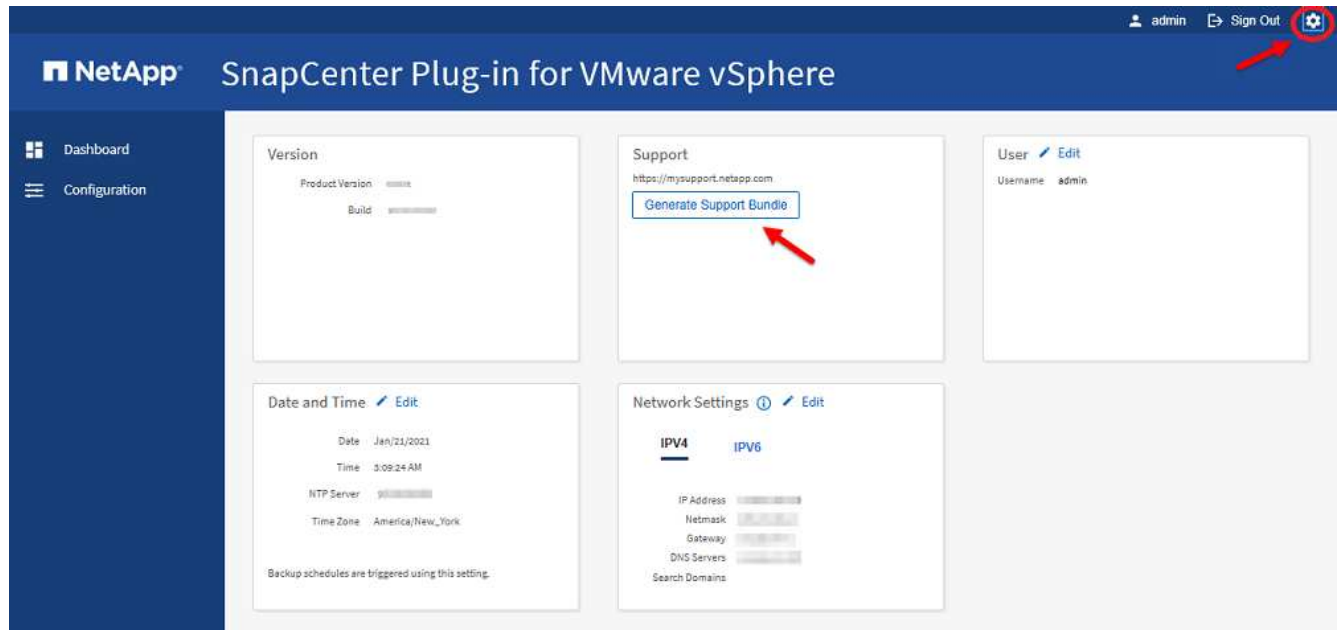 admin Sign Out
NetApp SnapCenter Plug-in for VMware vSphere
Dashboard
Configuration
Version
Product Version
Build
Support
https://mysupport.netapp.com
Generate Support Bundle
User Edit
Username admin
Date and Time Edit
Date Jan/21/2021
Time 3:09:24 AM
NTP Server
Time Zone America/New_York
Backup schedules are triggered using this setting.
Network Settings Edit
IPV4 IPV6
IP Address
Netmask
Gateway
DNS Servers
Search Domains